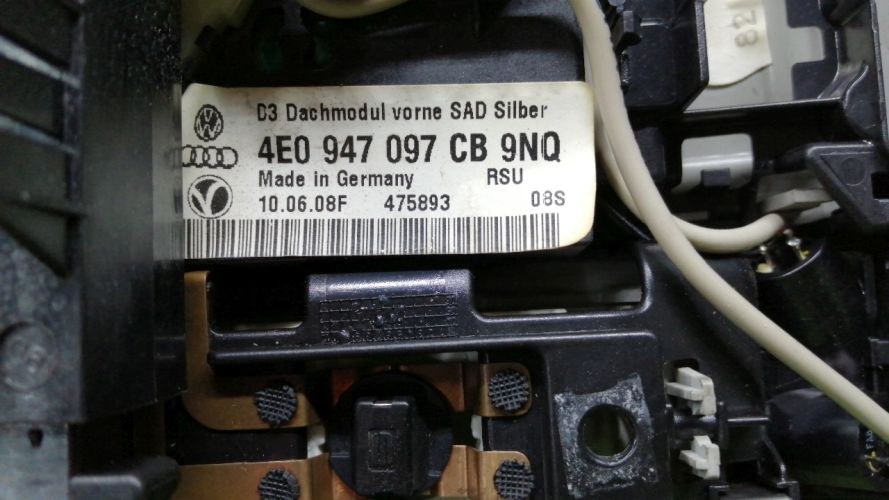 D3 Dachmodul vorne SAD Silber
4E0 947 097 CB 9NQ
Made in Germany RSU
10.06.08F 475893 08S
28